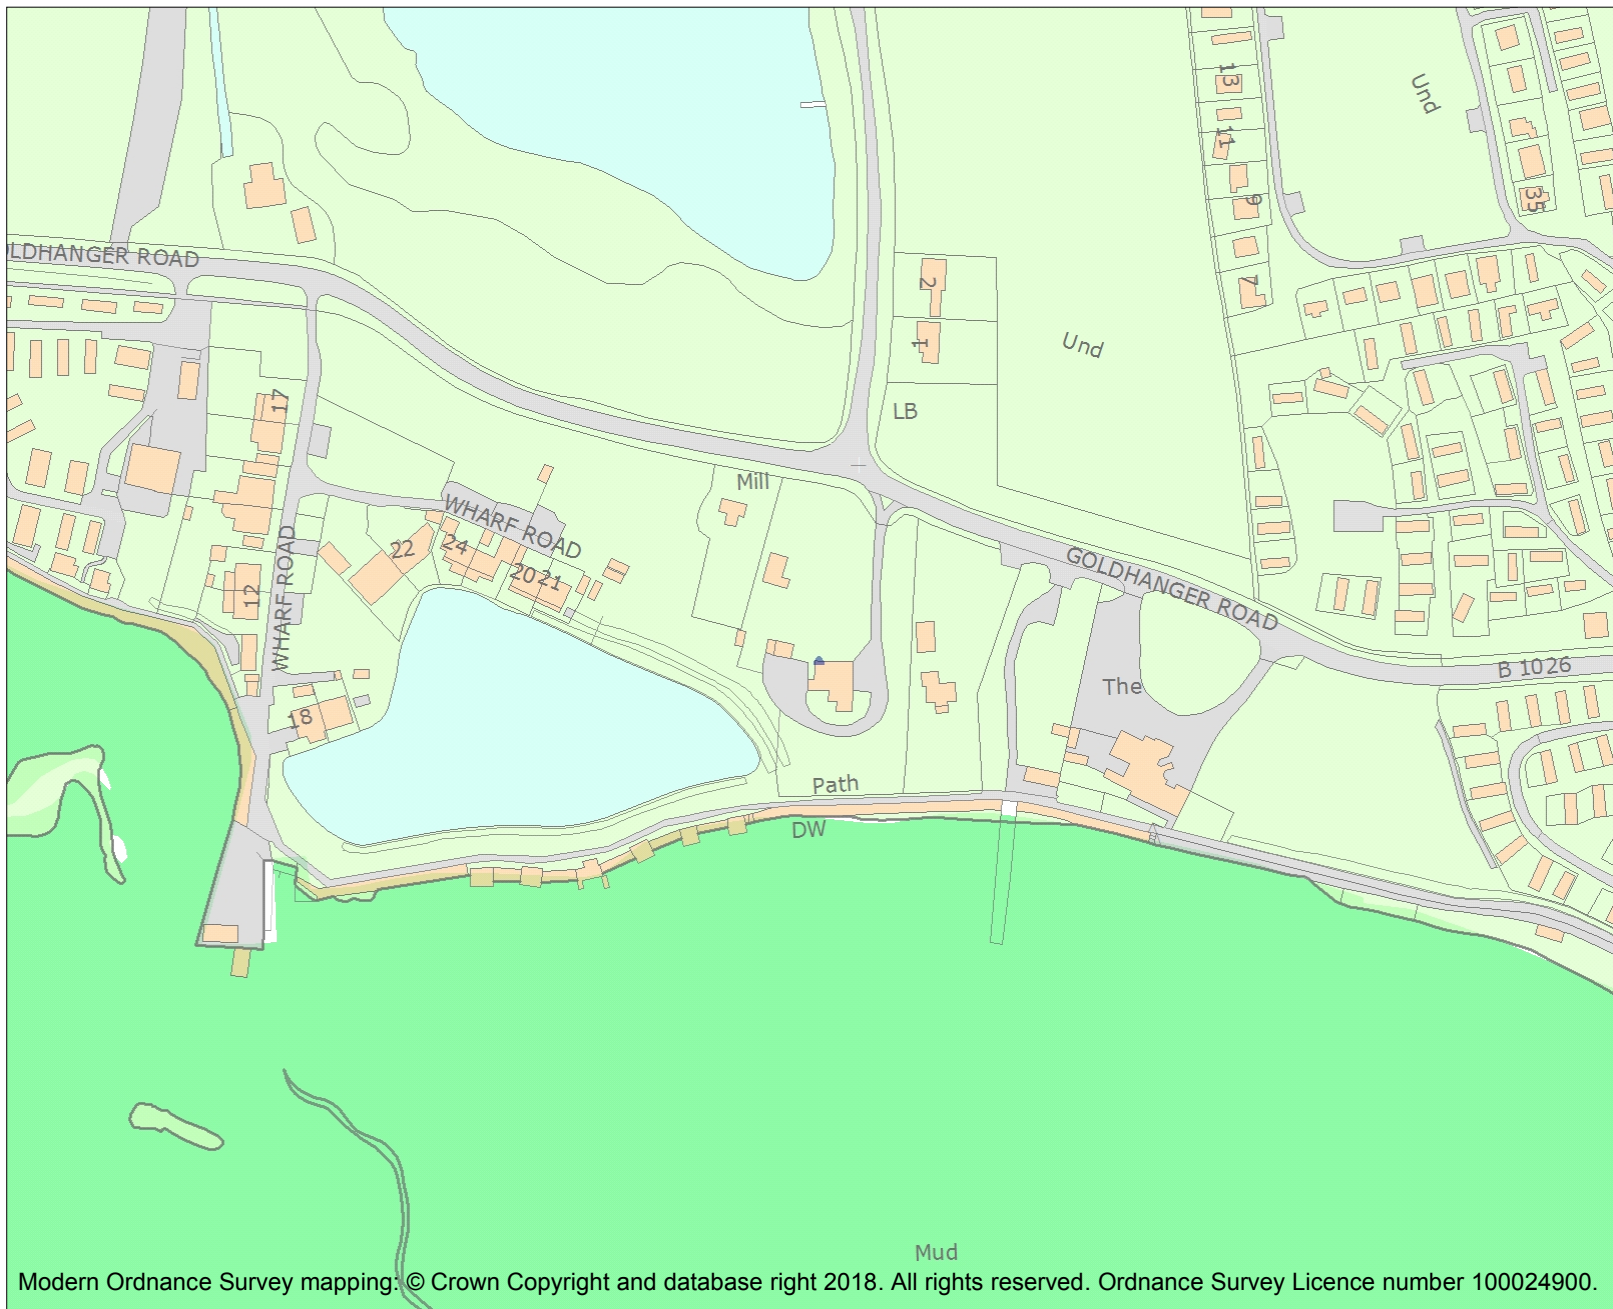 13
Und
11
35
9
OLDHANGER ROAD
2
7
1
Und
17
LB
Mill
WHARF ROAD
22
24
20 21
GOLDHANGER ROAD
12
WHARF ROAD
B 1026
The
18
Path
DW
Mud
Modern Ordnance Survey mapping: © Crown Copyright and database right 2018. All rights reserved. Ordnance Survey Licence number 100024900.